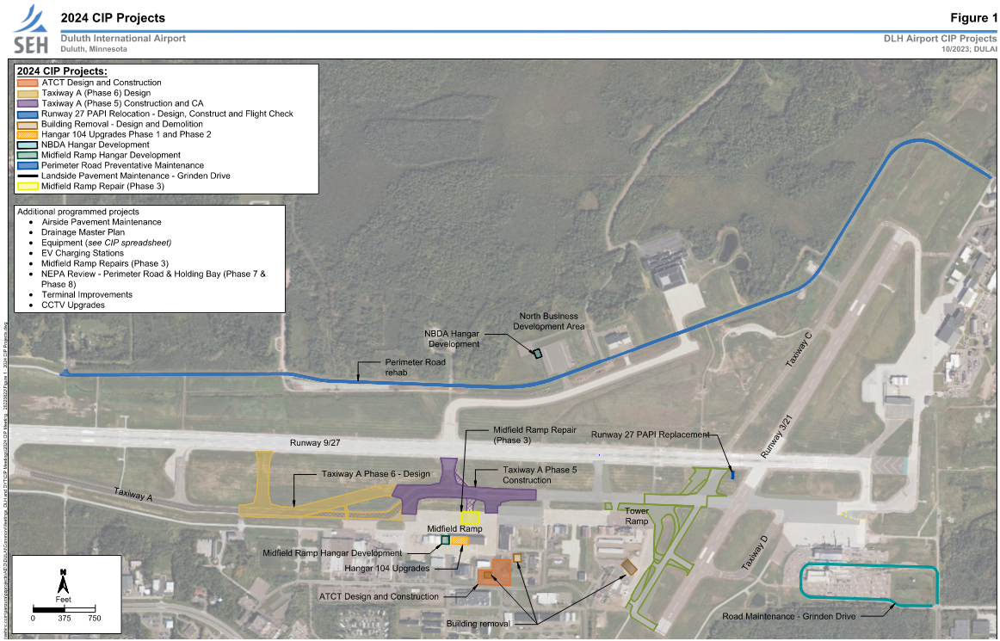 2024 CIP Projects
Figure 1
SEH
Duluth International Airport
Duluth, Minnesota
DLH Airport CIP Projects
10/2023; DULAI
2024 CIP Projects:
ATCT Design and Construction
Taxiway A (Phase 6) Design
Taxiway A (Phase 5) Construction and CA
Runway 27 PAPI Relocation - Design, Construct and Flight Check
Building Removal - Design and Demolition
Hangar 104 Upgrades Phase 1 and Phase 2
NBDA Hangar Development
Midfield Ramp Hangar Development
Perimeter Road Preventative Maintenance
Landside Pavement Maintenance - Grinden Drive
Midfield Ramp Repair (Phase 3)
Additional programmed projects
• Airside Pavement Maintenance
• Drainage Master Plan
• Equipment (see CIP spreadsheet)
• EV Charging Stations
• Midfield Ramp Repairs (Phase 3)
• NEPA Review - Perimeter Road & Holding Bay (Phase 7 &
Phase 8)
• Terminal Improvements
• CCTV Upgrades
North Business
Development Area
NBDA Hangar
Development
Perimeter Road
rehab
Taxiway C
Runway 3/21
Midfield Ramp Repair
(Phase 3)
Runway 27 PAPI Replacement
Runway 9/27
Taxiway A Phase 6 - Design
Taxiway A Phase 5
Construction
Taxiway A
Tower
Ramp
Midfield Ramp
Midfield Ramp Hangar Development
Hangar 104 Upgrades
Taxiway D
ATCT Design and Construction
Building removal
Road Maintenance - Grinden Drive
N
Feet
0 375 750